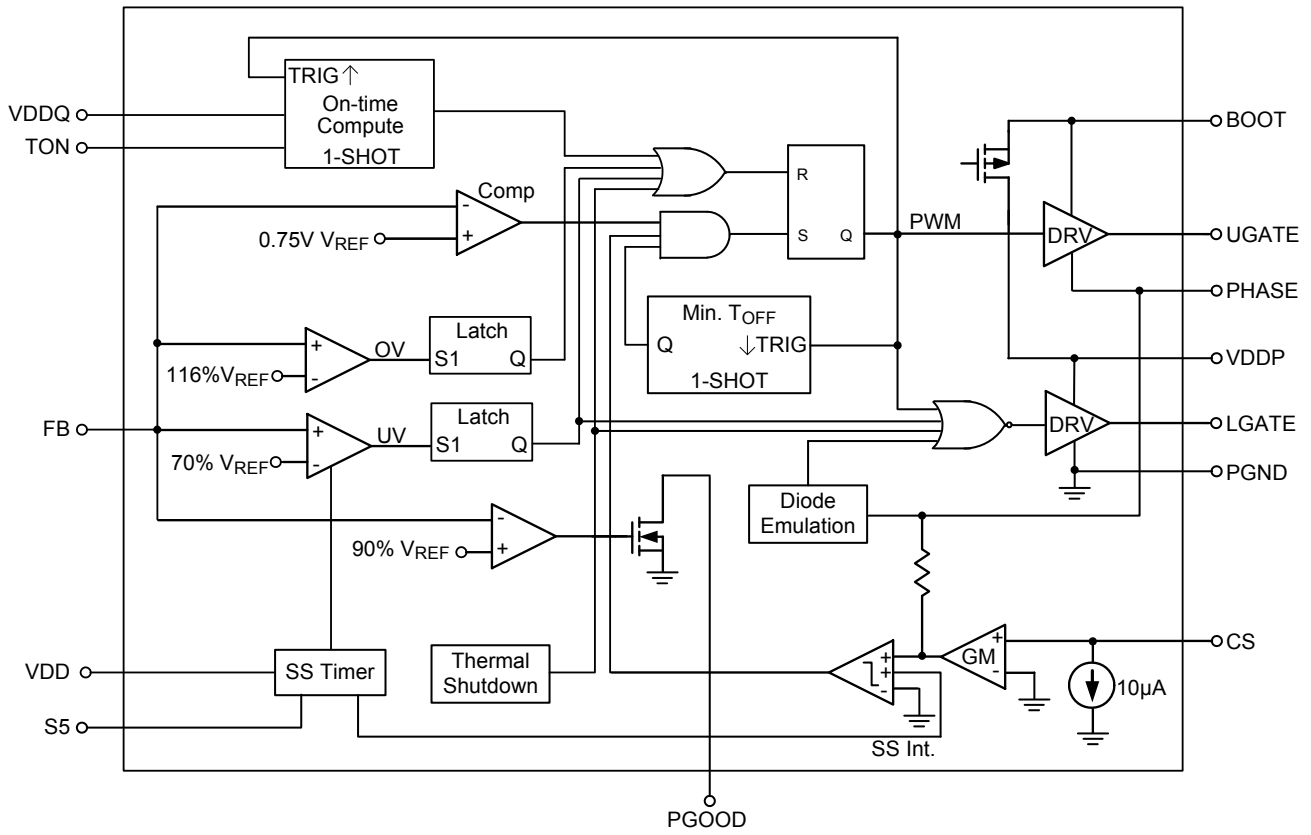 TRIG↑
On-time
Compute
1-SHOT
VDDQ
TON
BOOT
Comp
-
+
0.75V VREF
R
S
Q
PWM
DRV
UGATE
PHASE
Min. TOFF
Q
↓TRIG
1-SHOT
VDDP
+
-
OV
116%VREF
Latch
S1
Q
FB
+
-
UV
70% VREF
Latch
S1
Q
DRV
LGATE
PGND
Diode
Emulation
-
+
90% VREF
VDD
S5
SS Timer
Thermal
Shutdown
+
+
-
SS Int.
GM
+
-
CS
10µA
PGOOD